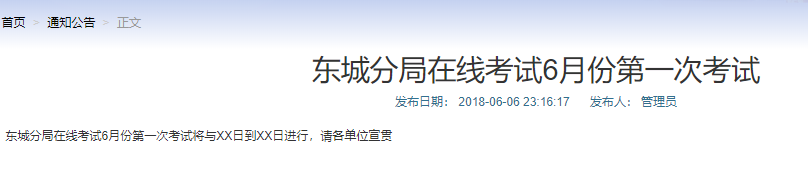 首页 > 通知公告 > 正文
东城分局在线考试6月份第一次考试
发布日期： 2018-06-06 23:16:17 发布人： 管理员
东城分局在线考试6月份第一次考试将与XX日到XX日进行，请各单位宣贯